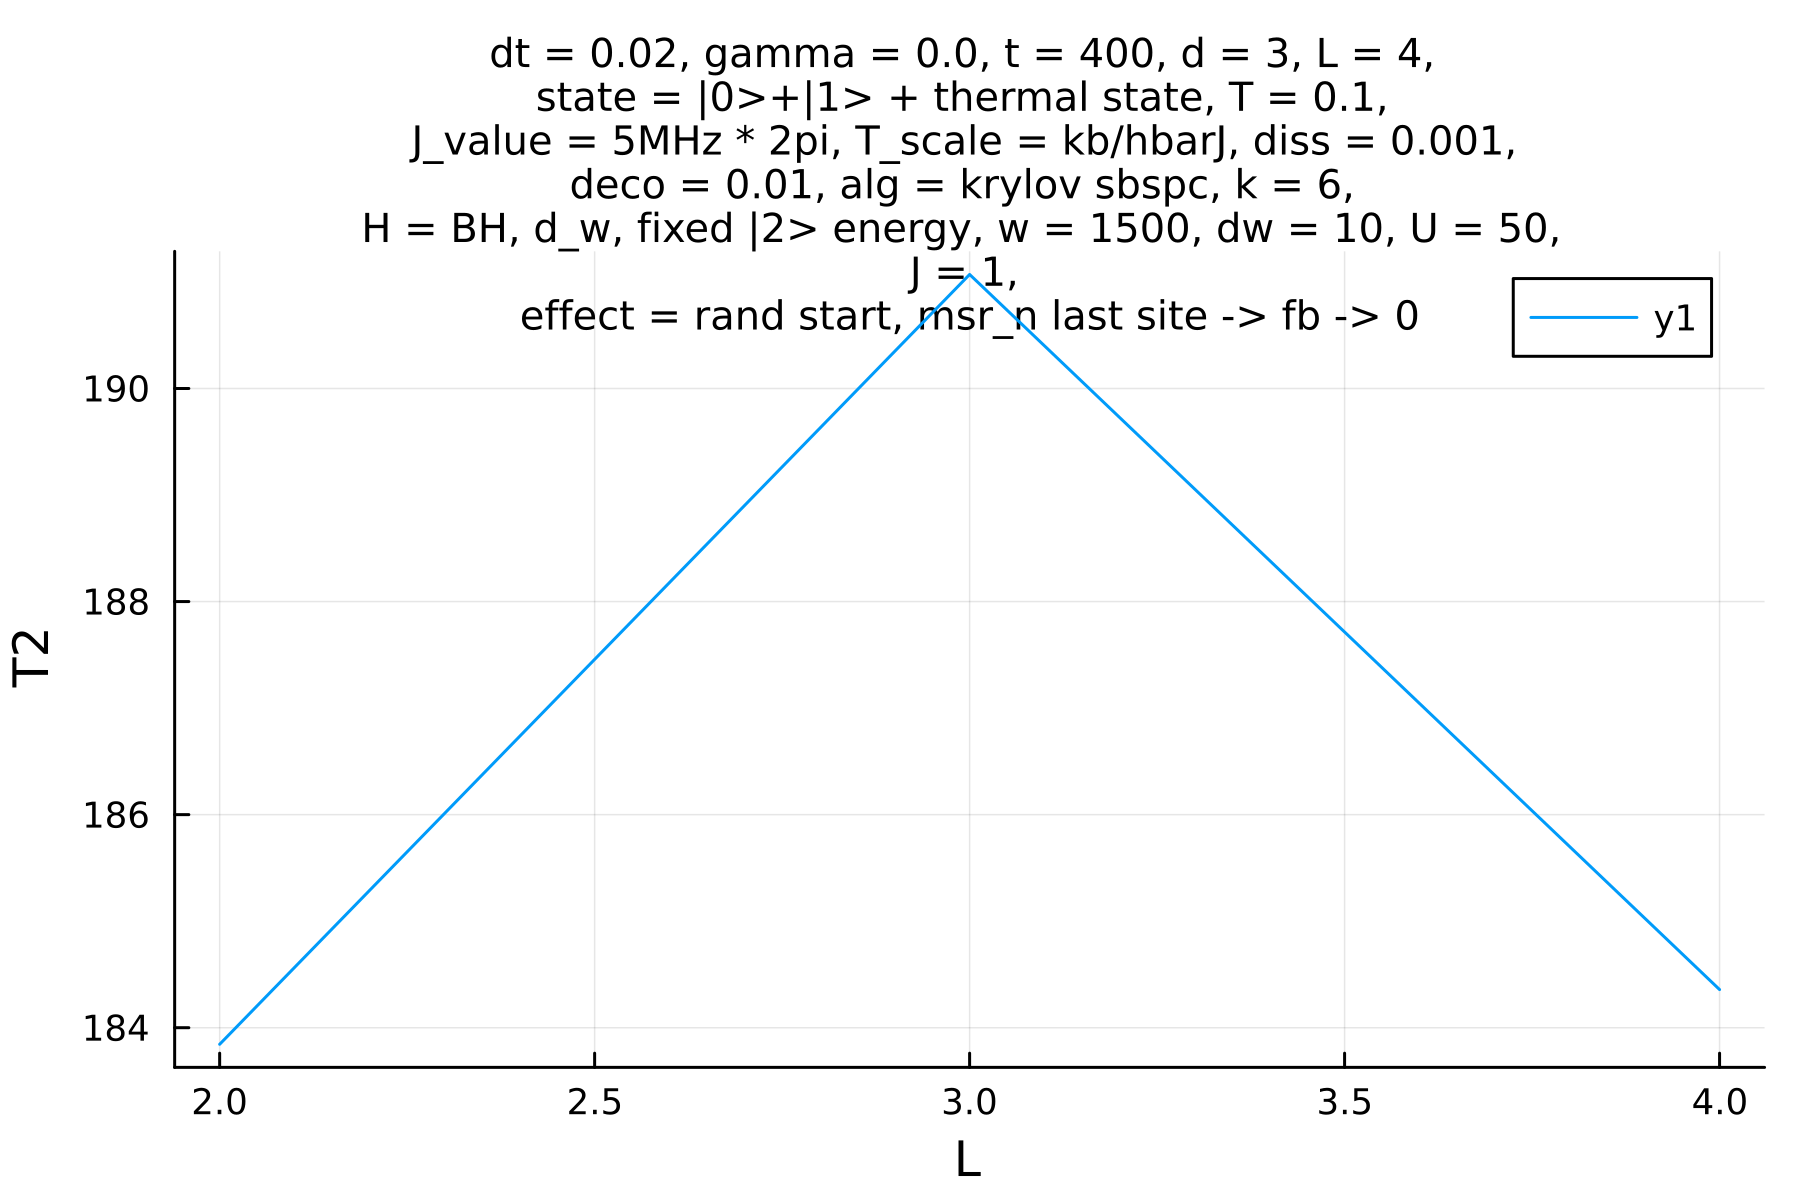 dt = 0.02, gamma = 0.0, t = 400, d = 3, L = 4,
state = |0>+|1> + thermal state, T = 0.1,
J_value = 5MHz * 2pi, T_scale = kb/hbarJ, diss = 0.001,
deco = 0.01, alg = krylov sbspc, k = 6,
H = BH, d_w, fixed |2> energy, w = 1500, dw = 10, U = 50,
J = 1,
effect = rand start, msr_n last site -> fb -> 0
y1
190
188
186
184
T2
2.0 2.5 3.0 3.5 4.0
L